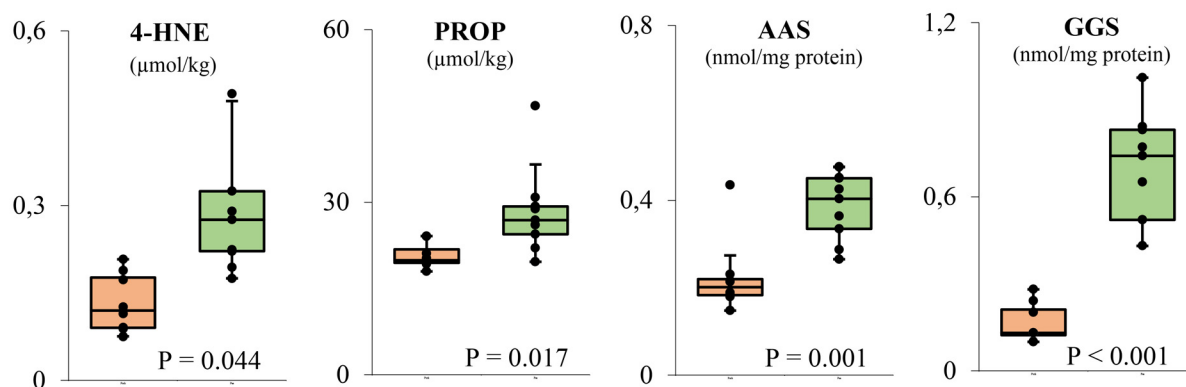 4-HNE
(µmol/kg)
0,6
0,3
0
P = 0.044
PROP
(µmol/kg)
60
30
0
P = 0.017
AAS
(nmol/mg protein)
0,8
0,4
0
P = 0.001
GGS
(nmol/mg protein)
1,2
0,6
0
P < 0.001